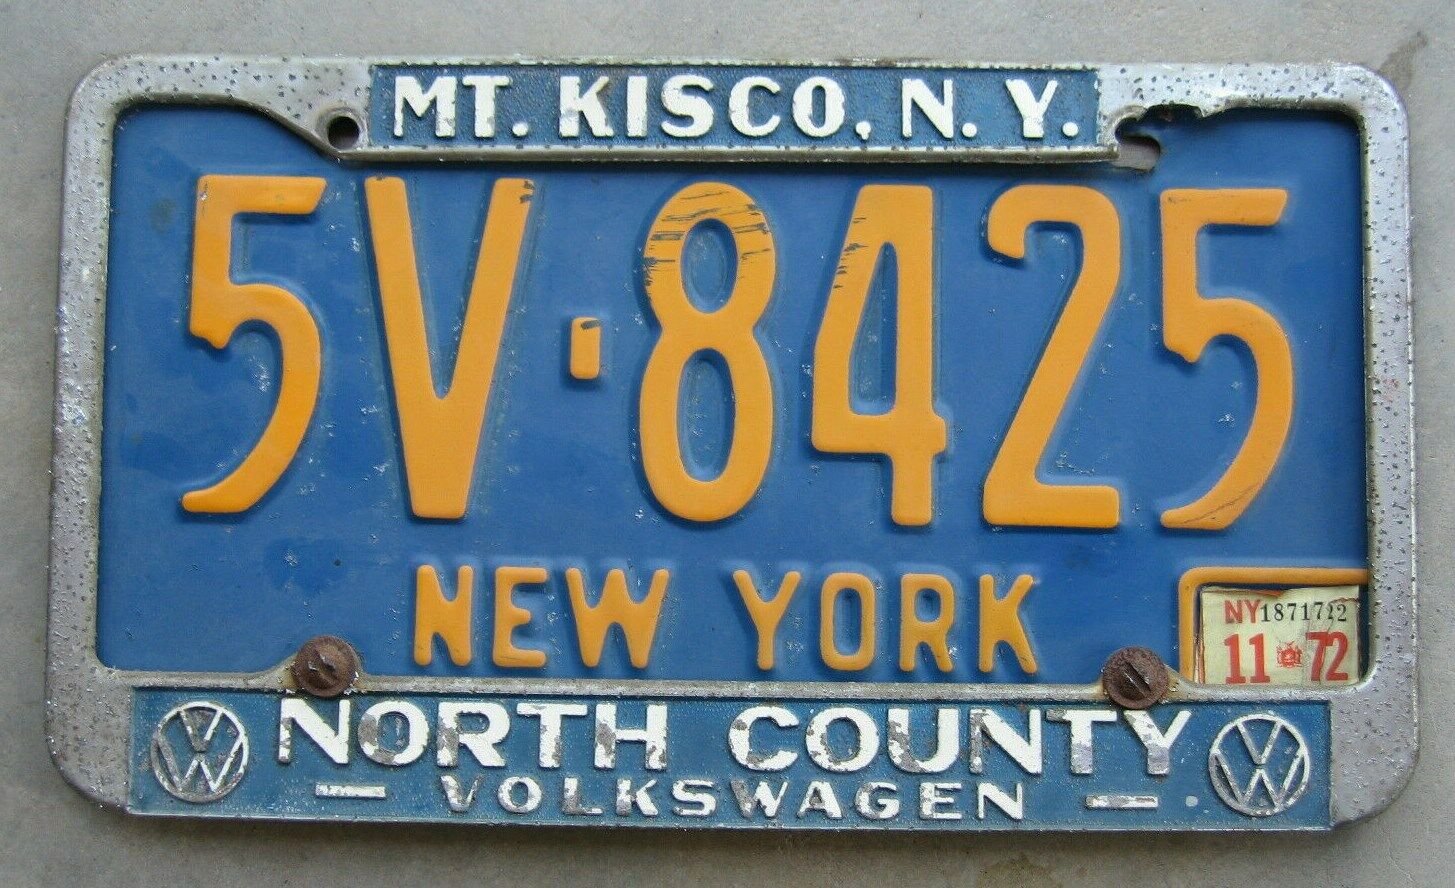 MT. KISCO, N.Y.
5V·8425
NEW YORK
NY 1871722
11 72
NORTH COUNTY
VOLKSWAGEN